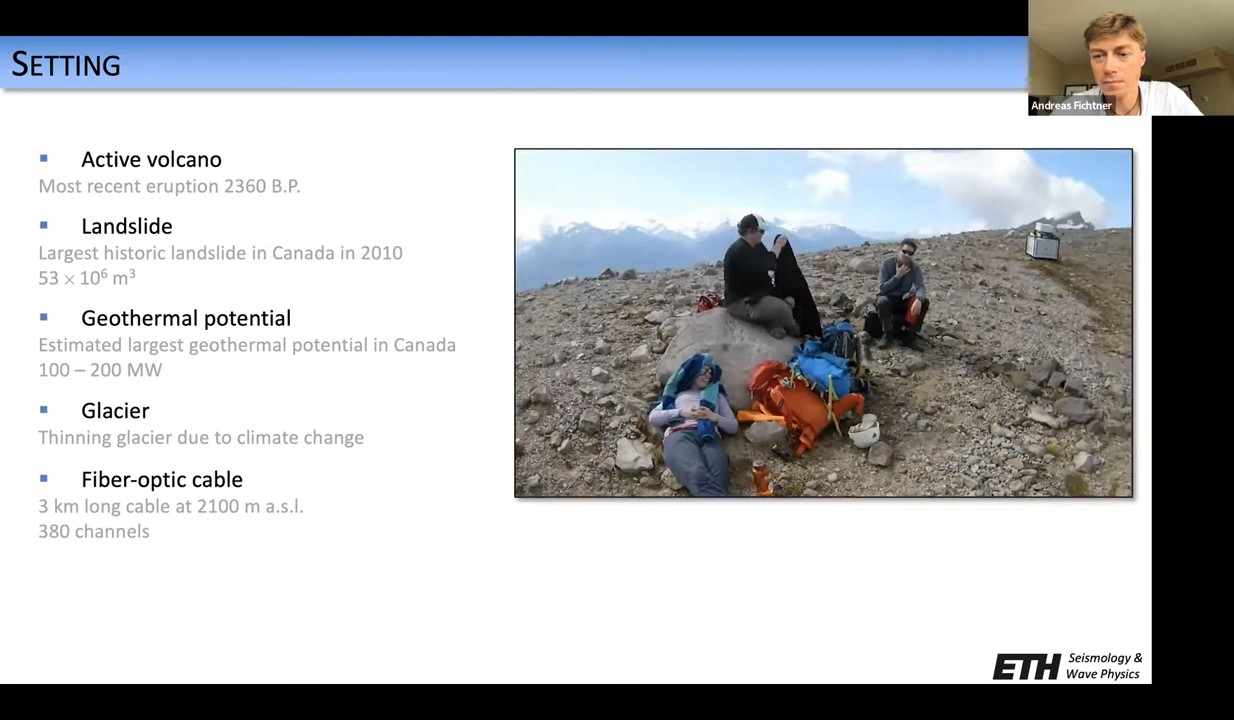 SETTING
Andreas Fichtner
▪ Active volcano
Most recent eruption 2360 B.P.
▪ Landslide
Largest historic landslide in Canada in 2010
53 × 10⁶ m³
▪ Geothermal potential
Estimated largest geothermal potential in Canada
100 – 200 MW
▪ Glacier
Thinning glacier due to climate change
▪ Fiber-optic cable
3 km long cable at 2100 m a.s.l.
380 channels
ETH
Seismology &
Wave Physics